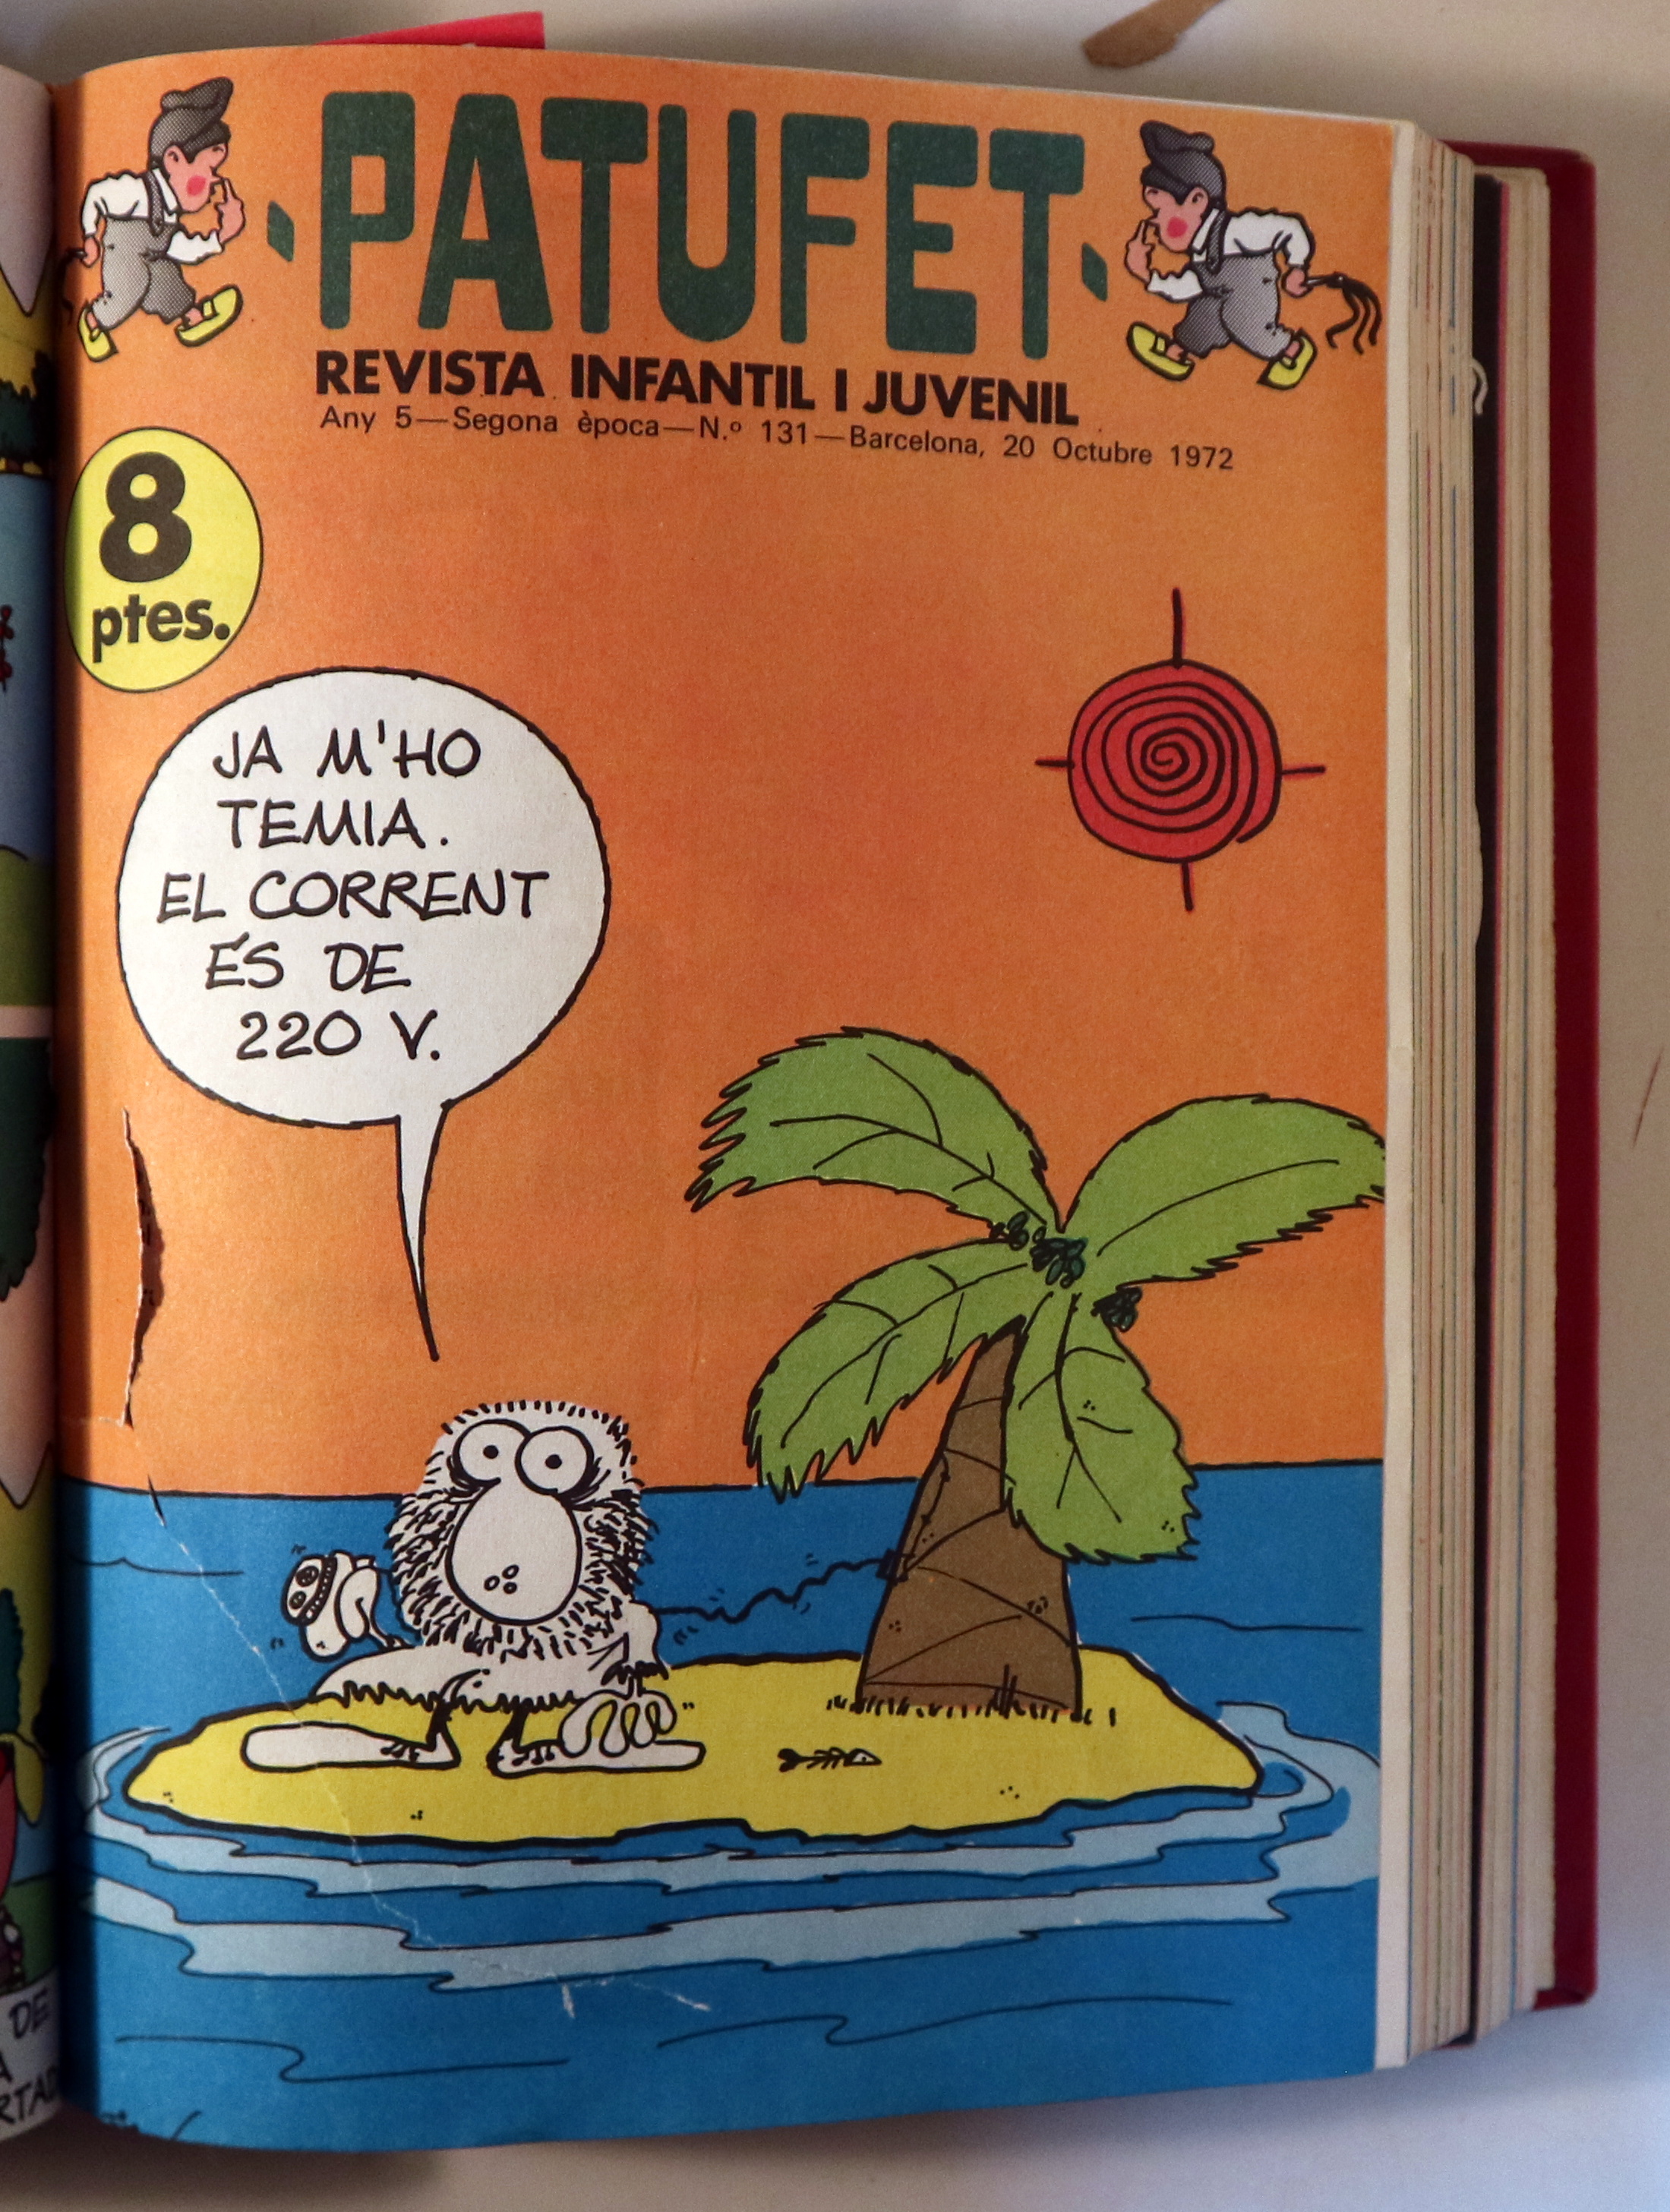 PATUFET
REVISTA INFANTIL I JUVENIL
Any 5—Segona època—N.º 131—Barcelona, 20 Octubre 1972
8
ptes.
JA M'HO
TEMIA.
EL CORRENT
ÉS DE
220 V.
DE